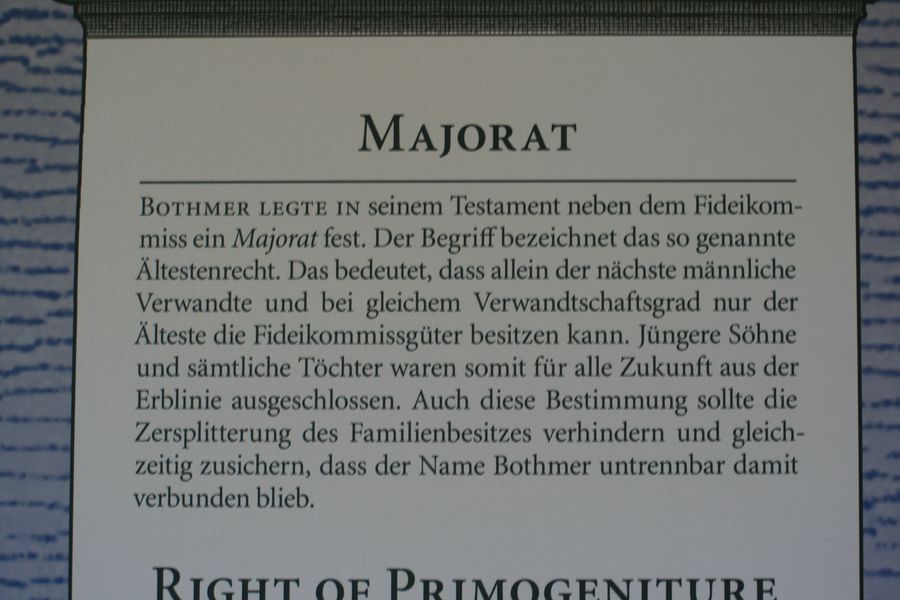 MAJORAT
BOTHMER LEGTE IN seinem Testament neben dem Fideikom-
miss ein Majorat fest. Der Begriff bezeichnet das so genannte
Ältestenrecht. Das bedeutet, dass allein der nächste männliche
Verwandte und bei gleichem Verwandtschaftsgrad nur der
Älteste die Fideikommissgüter besitzen kann. Jüngere Söhne
und sämtliche Töchter waren somit für alle Zukunft aus der
Erblinie ausgeschlossen. Auch diese Bestimmung sollte die
Zersplitterung des Familienbesitzes verhindern und gleich-
zeitig zusichern, dass der Name Bothmer untrennbar damit
verbunden blieb.
RIGHT OF PRIMOGENITURE